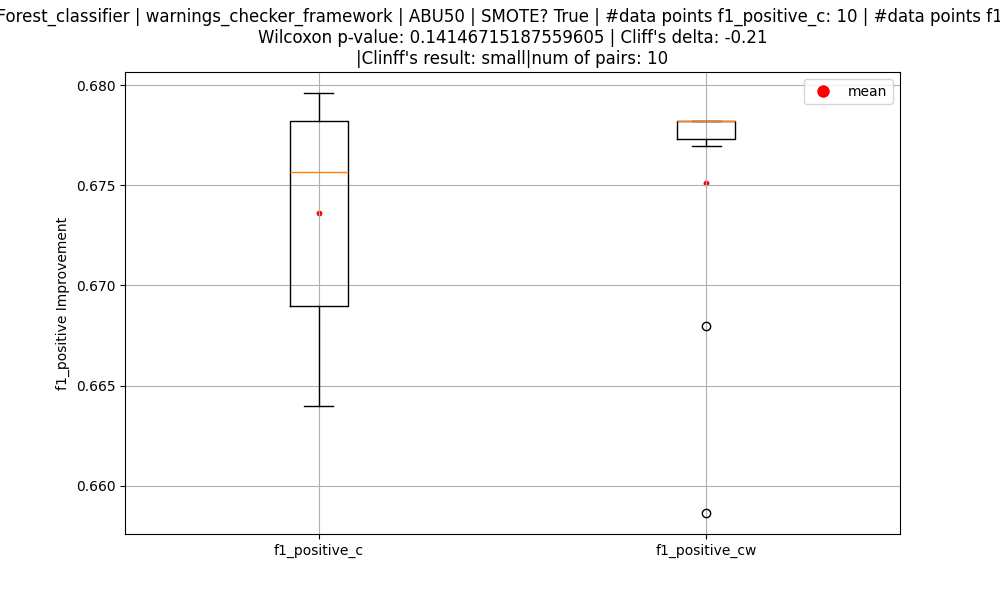 Forest_classifier | warnings_checker_framework | ABU50 | SMOTE? True | #data points f1_positive_c: 10 | #data points f1
Wilcoxon p-value: 0.14146715187559605 | Cliff's delta: -0.21
|Clinff's result: small|num of pairs: 10
mean
0.680
0.675
0.670
0.665
0.660
f1_positive Improvement
f1_positive_c
f1_positive_cw